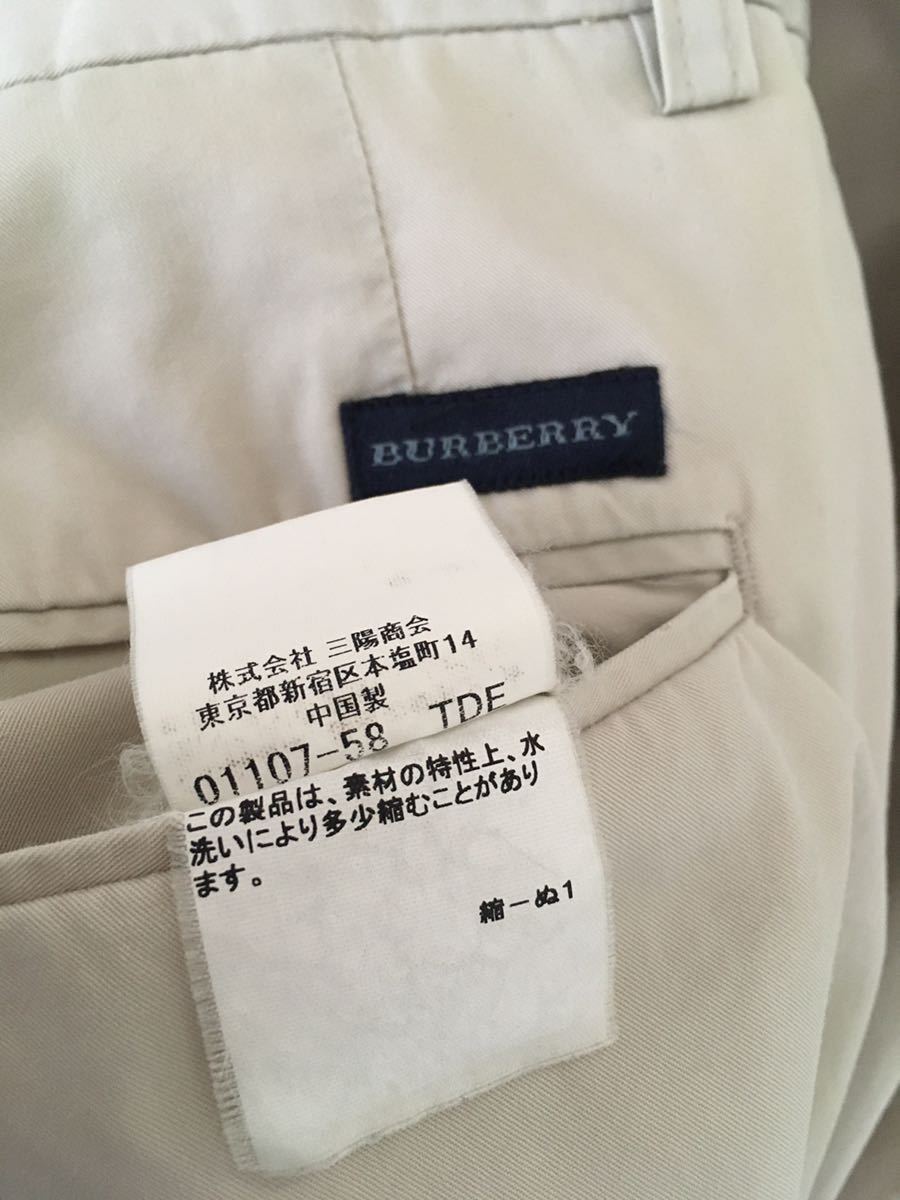 BURBERRY
株式会社 三陽商会
東京都新宿区本塩町14
中国製
01107-58 TDE
この製品は、素材の特性上、水
洗いにより多少縮むことがあり
ます。
縮ーぬ1